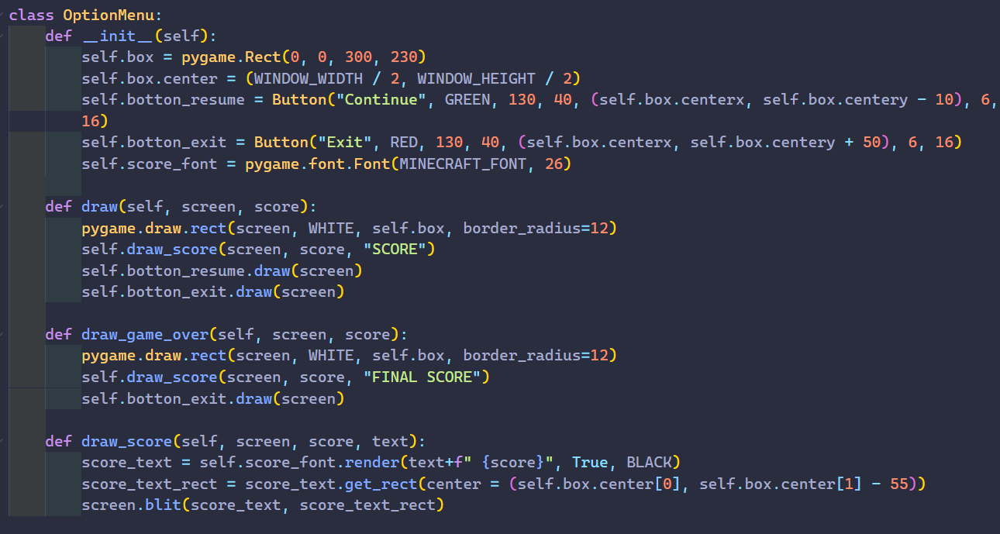 class OptionMenu:
    def __init__(self):
        self.box = pygame.Rect(0, 0, 300, 230)
        self.box.center = (WINDOW_WIDTH / 2, WINDOW_HEIGHT / 2)
        self.botton_resume = Button("Continue", GREEN, 130, 40, (self.box.centerx, self.box.centery - 10), 6,
        16)
        self.botton_exit = Button("Exit", RED, 130, 40, (self.box.centerx, self.box.centery + 50), 6, 16)
        self.score_font = pygame.font.Font(MINECRAFT_FONT, 26)

    def draw(self, screen, score):
        pygame.draw.rect(screen, WHITE, self.box, border_radius=12)
        self.draw_score(screen, score, "SCORE")
        self.botton_resume.draw(screen)
        self.botton_exit.draw(screen)

    def draw_game_over(self, screen, score):
        pygame.draw.rect(screen, WHITE, self.box, border_radius=12)
        self.draw_score(screen, score, "FINAL SCORE")
        self.botton_exit.draw(screen)

    def draw_score(self, screen, score, text):
        score_text = self.score_font.render(text+f" {score}", True, BLACK)
        score_text_rect = score_text.get_rect(center = (self.box.center[0], self.box.center[1] - 55))
        screen.blit(score_text, score_text_rect)